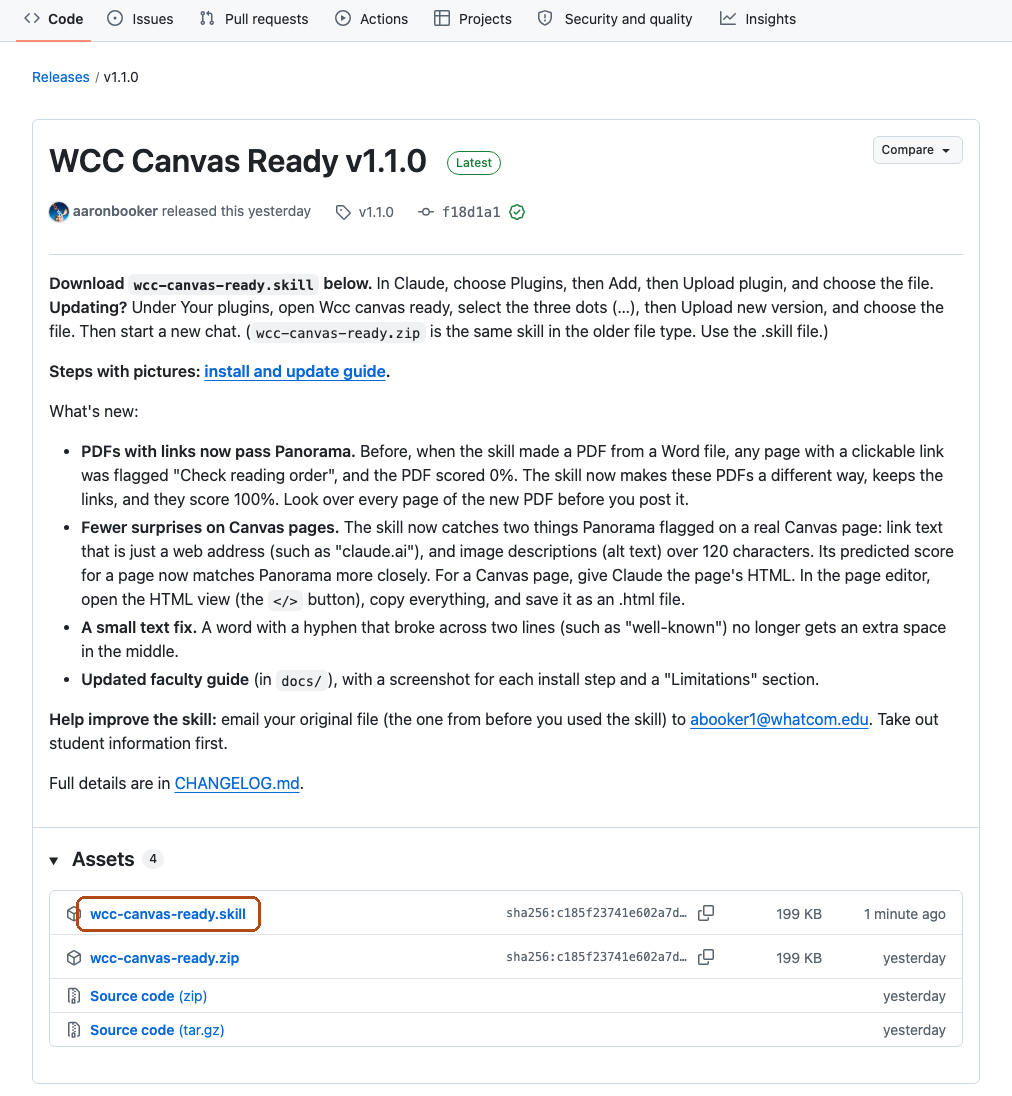 Code Issues Pull requests Actions Projects Security and quality Insights
Releases / v1.1.0
WCC Canvas Ready v1.1.0 Latest
Compare
aaronbooker released this yesterday v1.1.0 f18d1a1
Download wcc-canvas-ready.skill below. In Claude, choose Plugins, then Add, then Upload plugin, and choose the file.
Updating? Under Your plugins, open Wcc canvas ready, select the three dots (...), then Upload new version, and choose the
file. Then start a new chat. ( wcc-canvas-ready.zip is the same skill in the older file type. Use the .skill file.)
Steps with pictures: install and update guide.
What's new:
• PDFs with links now pass Panorama. Before, when the skill made a PDF from a Word file, any page with a clickable link
was flagged "Check reading order", and the PDF scored 0%. The skill now makes these PDFs a different way, keeps the
links, and they score 100%. Look over every page of the new PDF before you post it.
• Fewer surprises on Canvas pages. The skill now catches two things Panorama flagged on a real Canvas page: link text
that is just a web address (such as "claude.ai"), and image descriptions (alt text) over 120 characters. Its predicted score
for a page now matches Panorama more closely. For a Canvas page, give Claude the page's HTML. In the page editor,
open the HTML view (the </> button), copy everything, and save it as an .html file.
• A small text fix. A word with a hyphen that broke across two lines (such as "well-known") no longer gets an extra space
in the middle.
• Updated faculty guide (in docs/ ), with a screenshot for each install step and a "Limitations" section.
Help improve the skill: email your original file (the one from before you used the skill) to abooker1@whatcom.edu. Take out
student information first.
Full details are in CHANGELOG.md.
Assets 4
wcc-canvas-ready.skill sha256:c185f23741e602a7d… 199 KB 1 minute ago
wcc-canvas-ready.zip sha256:c185f23741e602a7d… 199 KB yesterday
Source code (zip) yesterday
Source code (tar.gz) yesterday